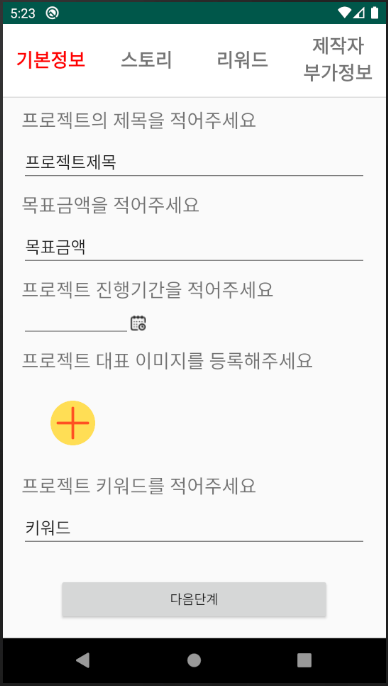 5:23
기본정보
스토리
리워드
제작자
부가정보
프로젝트의 제목을 적어주세요
프로젝트제목
목표금액을 적어주세요
목표금액
프로젝트 진행기간을 적어주세요
프로젝트 대표 이미지를 등록해주세요
프로젝트 키워드를 적어주세요
키워드
다음단계